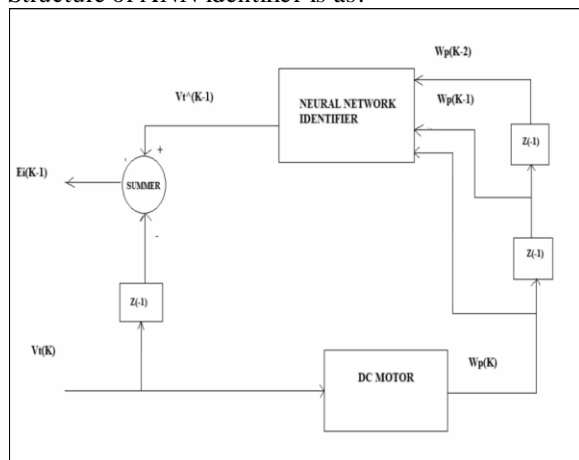 Structure of ANN identifier is as:
Wp(K-2)
Vt^(K-1)
NEURAL NETWORK
IDENTIFIER
Wp(K-1)
Z(-1)
Ei(K-1)
+
SUMMER
-
Z(-1)
Z(-1)
Vt(K)
DC MOTOR
Wp(K)